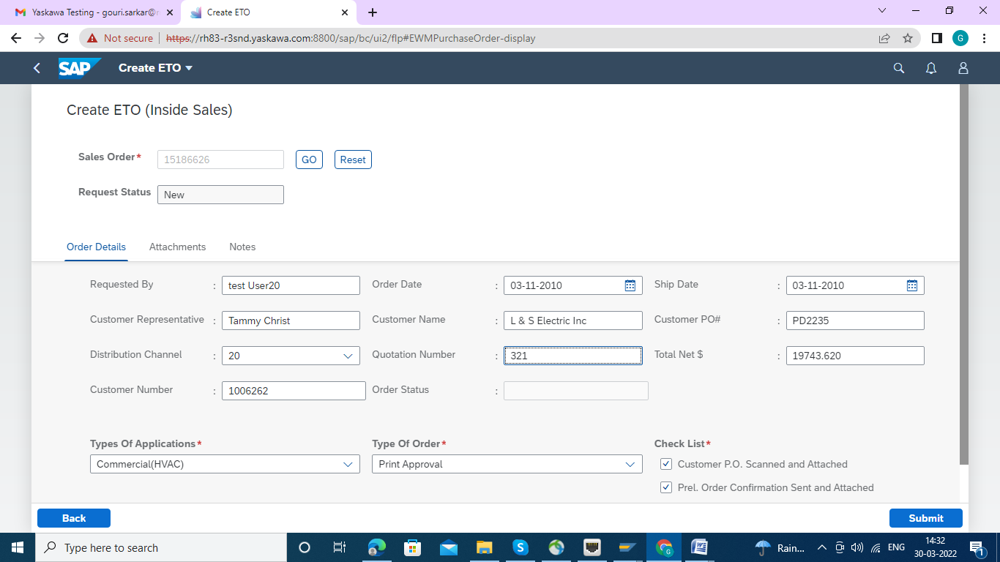 Yaskawa Testing - gouri.sarkar@n
Create ETO
Not secure
https://rh83-r3snd.yaskawa.com:8800/sap/bc/ui2/flp#EWMPurchaseOrder-display
G
SAP
Create ETO
Create ETO (Inside Sales)
Sales Order* 15186626 GO Reset
Request Status New
Order Details Attachments Notes
Requested By : test User20 Order Date : 03-11-2010 Ship Date : 03-11-2010
Customer Representative : Tammy Christ Customer Name : L & S Electric Inc Customer PO# : PD2235
Distribution Channel : 20 Quotation Number : 321 Total Net $ : 19743.620
Customer Number : 1006262 Order Status :
Types Of Applications* Type Of Order* Check List*
Commercial(HVAC) Print Approval Customer P.O. Scanned and Attached
Prel. Order Confirmation Sent and Attached
Back Submit
Type here to search
Rain...
ENG
14:32
30-03-2022
1